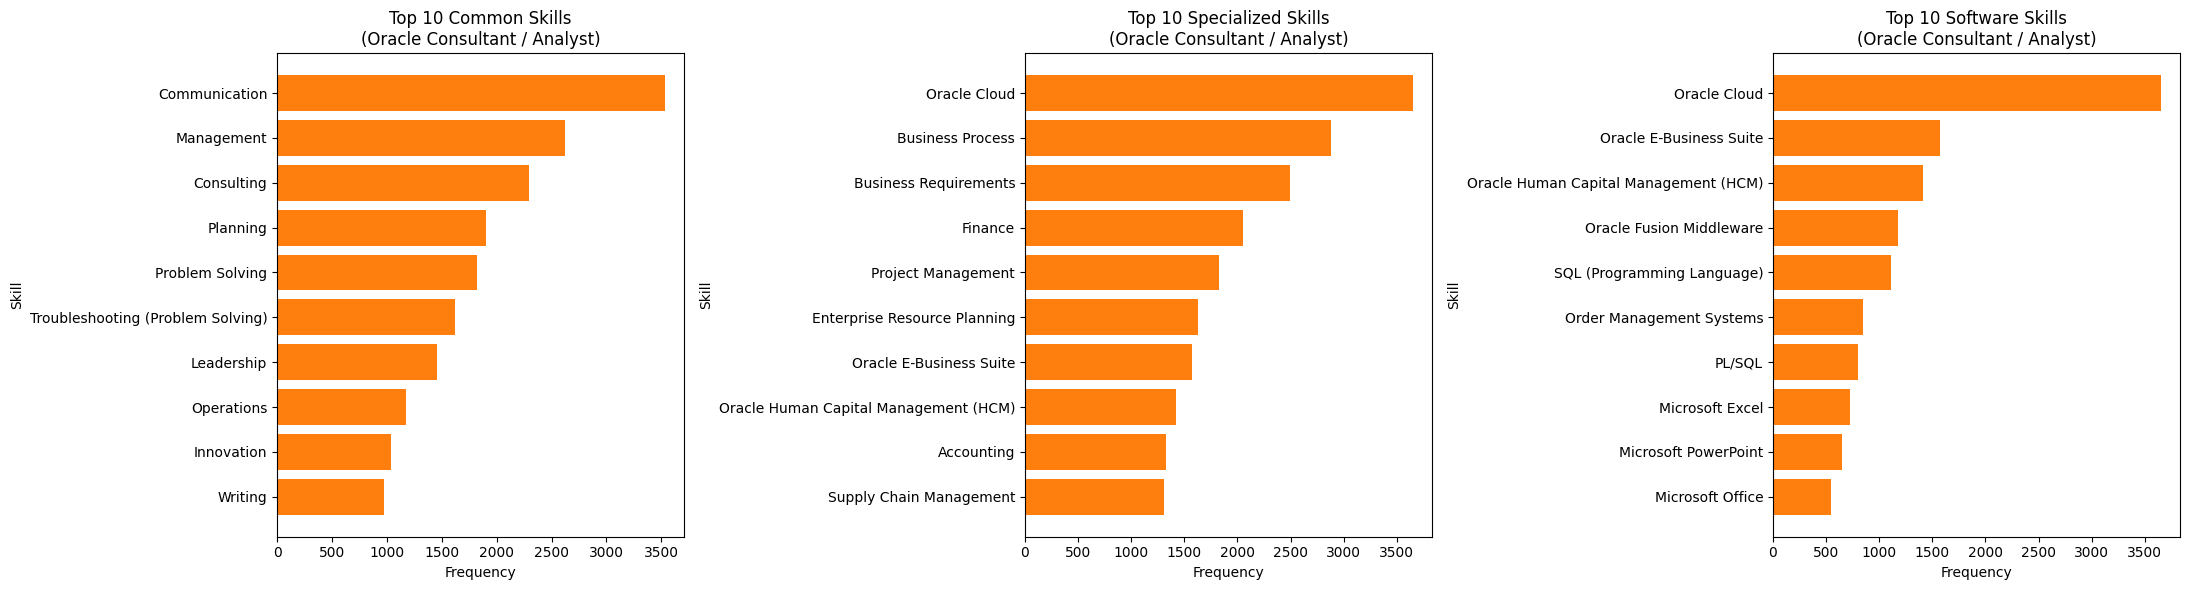 Top 10 Common Skills
(Oracle Consultant / Analyst)
Skill
Communication
Management
Consulting
Planning
Problem Solving
Troubleshooting (Problem Solving)
Leadership
Operations
Innovation
Writing
0 500 1000 1500 2000 2500 3000 3500
Frequency
Top 10 Specialized Skills
(Oracle Consultant / Analyst)
Skill
Oracle Cloud
Business Process
Business Requirements
Finance
Project Management
Enterprise Resource Planning
Oracle E-Business Suite
Oracle Human Capital Management (HCM)
Accounting
Supply Chain Management
0 500 1000 1500 2000 2500 3000 3500
Frequency
Top 10 Software Skills
(Oracle Consultant / Analyst)
Skill
Oracle Cloud
Oracle E-Business Suite
Oracle Human Capital Management (HCM)
Oracle Fusion Middleware
SQL (Programming Language)
Order Management Systems
PL/SQL
Microsoft Excel
Microsoft PowerPoint
Microsoft Office
0 500 1000 1500 2000 2500 3000 3500
Frequency